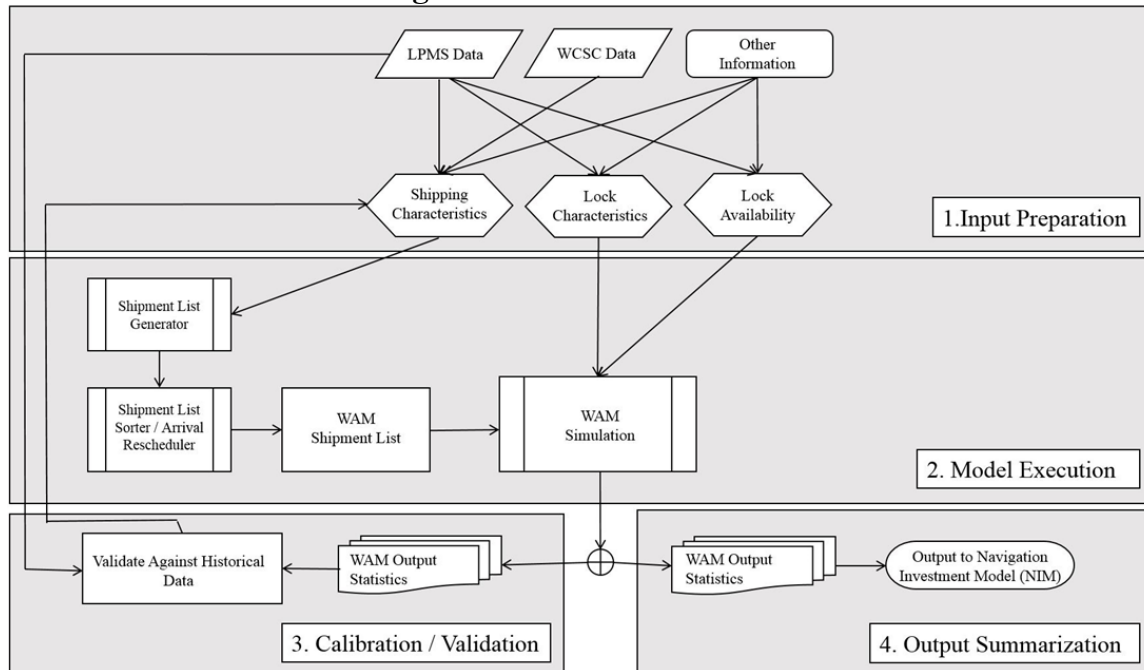 LPMS Data
WCSC Data
Other
Information
Shipping
Characteristics
Lock
Characteristics
Lock
Availability
1.Input Preparation
Shipment List
Generator
Shipment List
Sorter / Arrival
Rescheduler
WAM
Shipment List
WAM
Simulation
2. Model Execution
Validate Against Historical
Data
WAM Output
Statistics
3. Calibration / Validation
WAM Output
Statistics
Output to Navigation
Investment Model (NIM)
4. Output Summarization